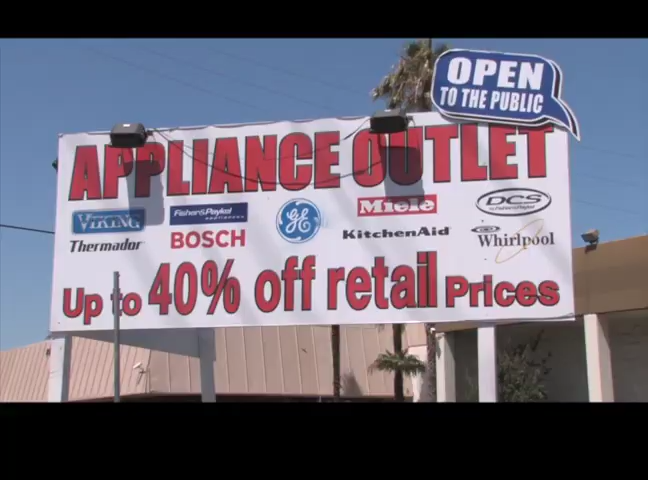 OPEN
TO THE PUBLIC
APPLIANCE OUTLET
VIKING Fisher&Paykel GE Miele DCS
appliances
Thermador BOSCH KitchenAid Whirlpool
Up to 40% off retail Prices